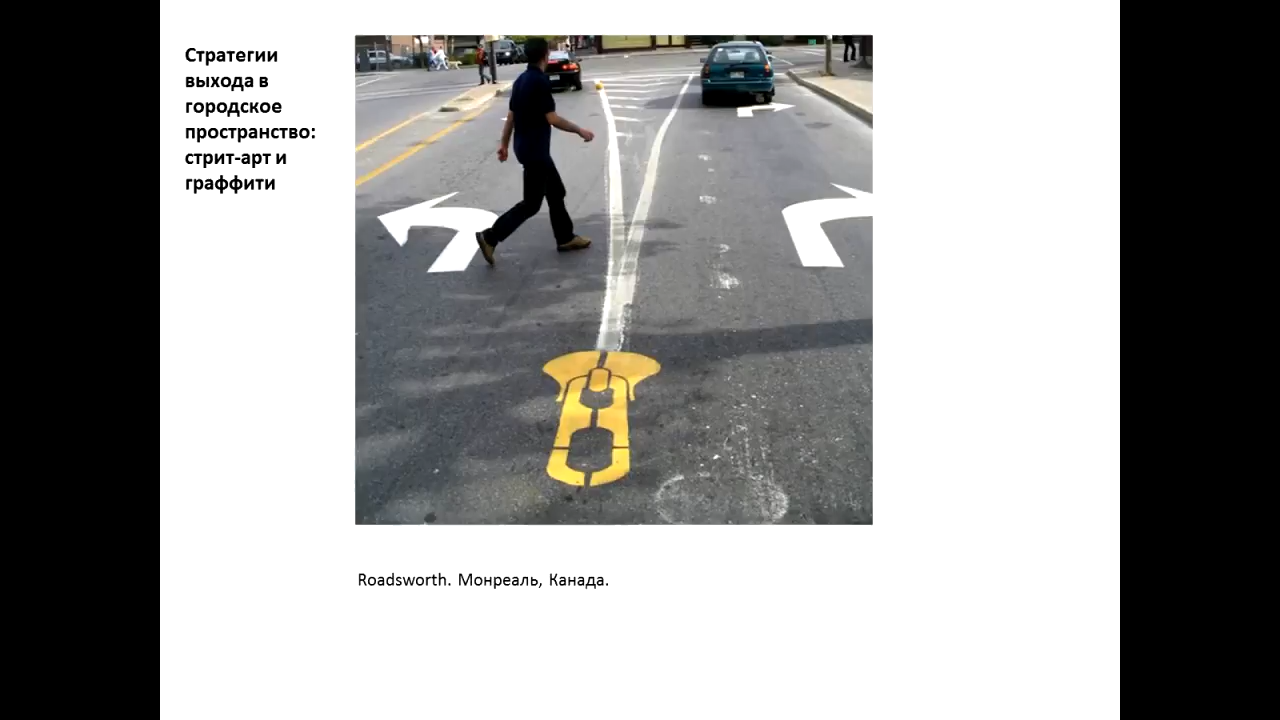 Стратегии
выхода в
городское
пространство:
стрит-арт и
граффити
Roadsworth. Монреаль, Канада.